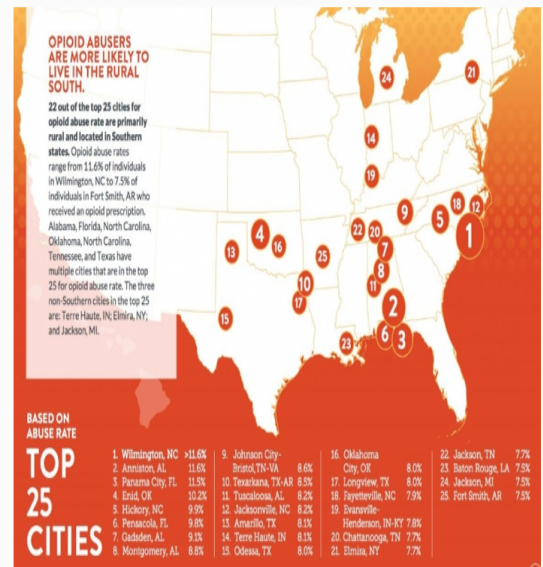 OPIOID ABUSERS
ARE MORE LIKELY TO
LIVE IN THE RURAL
SOUTH.
22 out of the top 25 cities for
opioid abuse rate are primarily
rural and located in Southern
states. Opioid abuse rates
range from 11.6% of individuals
in Wilmington, NC to 7.5% of
individuals in Fort Smith, AR who
received an opioid prescription.
Alabama, Florida, North Carolina,
Oklahoma, North Carolina,
Tennessee, and Texas have
multiple cities that are in the top
25 for opioid abuse rate. The three
non-Southern cities in the top 25
are: Terre Haute, IN; Elmira, NY;
and Jackson, MI.
24
21
14
19
9
5
18
12
1
22
20
4
16
13
25
7
8
11
10
17
2
15
6
3
23
BASED ON
ABUSE RATE
TOP
25
CITIES
1. Wilmington, NC >11.6%
2. Anniston, AL 11.6%
3. Panama City, FL 11.5%
4. Enid, OK 10.2%
5. Hickory, NC 9.9%
6. Pensacola, FL 9.8%
7. Gadsden, AL 9.1%
8. Montgomery, AL 8.8%
9. Johnson City-
Bristol,TN-VA 8.6%
10. Texarkana, TX-AR 8.5%
11. Tuscaloosa, AL 8.2%
12. Jacksonville, NC 8.2%
13. Amarillo, TX 8.1%
14. Terre Haute, IN 8.1%
15. Odessa, TX 8.0%
16. Oklahoma
City, OK 8.0%
17. Longview, TX 8.0%
18. Fayetteville, NC 7.9%
19. Evansville-
Henderson, IN-KY 7.8%
20. Chattanooga, TN 7.7%
21. Elmira, NY 7.7%
22. Jackson, TN 7.7%
23. Baton Rouge, LA 7.5%
24. Jackson, MI 7.5%
25. Fort Smith, AR 7.5%